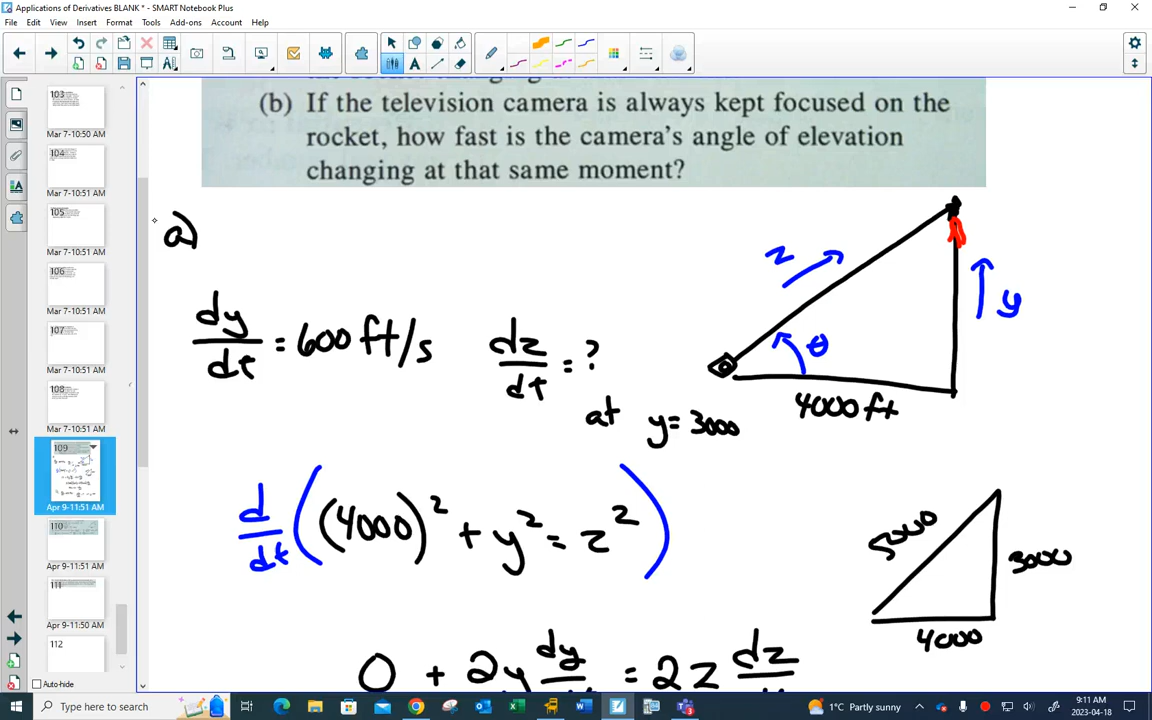 Applications of Derivatives BLANK * - SMART Notebook Plus
File Edit View Insert Format Tools Add-ons Account Help
103
Mar 7-10:50 AM
104
Mar 7-10:51 AM
105
Mar 7-10:51 AM
106
Mar 7-10:51 AM
107
Mar 7-10:51 AM
108
Mar 7-10:51 AM
109
Apr 9-11:51 AM
110
Apr 9-11:51 AM
111
Apr 9-11:50 AM
112
Auto-hide
(b) If the television camera is always kept focused on the
rocket, how fast is the camera's angle of elevation
changing at that same moment?
a)
z
y
θ
4000 ft
dy/dt = 600 ft/s dz/dt = ?
at y = 3000
d/dt ( (4000)² + y² = z² )
5000
3000
4000
0 + 2y dy = 2z dz
Type here to search
1°C Partly sunny
9:11 AM
2023-04-18